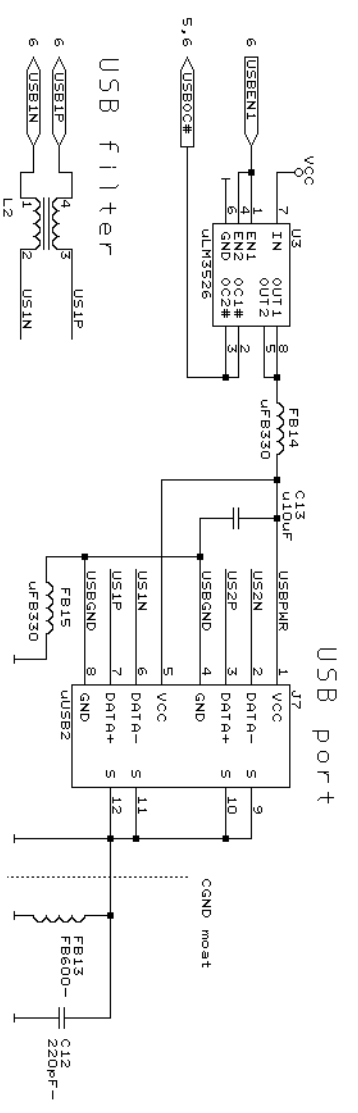 USB port
VCC
U3
J7
7 IN OUT1 8
OUT2 5
FB14
uFB330
C13
u10uF
USBPWR 1 VCC
6 USBEN1
1 EN1
4 EN2
6 GND
OC1# 2
OC2# 3
uLM3526
US2N 2 DATA-
US2P 3 DATA+
USBGND 4 GND
5 VCC
US1N 6 DATA-
US1P 7 DATA+
USBGND 8 GND
S 9
S 10
S 11
S 12
uUSB2
5,6 USBOC#
CGND moat
USB filter
6 USB1P
6 USB1N
4 3
1 2
L2
US1P
US1N
FB15
uFB330
FB13
FB600-
C12
220pF-